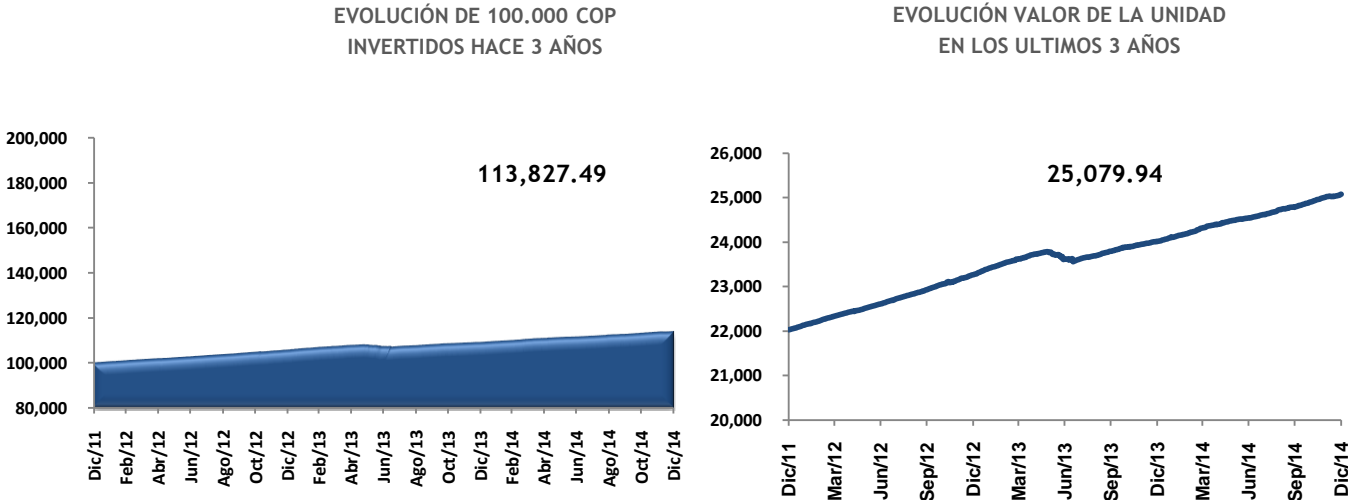 EVOLUCIÓN DE 100.000 COP
INVERTIDOS HACE 3 AÑOS
200,000
180,000
160,000
140,000
120,000
100,000
80,000
113,827.49
Dic/11
Feb/12
Abr/12
Jun/12
Ago/12
Oct/12
Dic/12
Feb/13
Abr/13
Jun/13
Ago/13
Oct/13
Dic/13
Feb/14
Abr/14
Jun/14
Ago/14
Oct/14
Dic/14
EVOLUCIÓN VALOR DE LA UNIDAD
EN LOS ULTIMOS 3 AÑOS
26,000
25,000
24,000
23,000
22,000
21,000
20,000
25,079.94
Dic/11
Mar/12
Jun/12
Sep/12
Dic/12
Mar/13
Jun/13
Sep/13
Dic/13
Mar/14
Jun/14
Sep/14
Dic/14